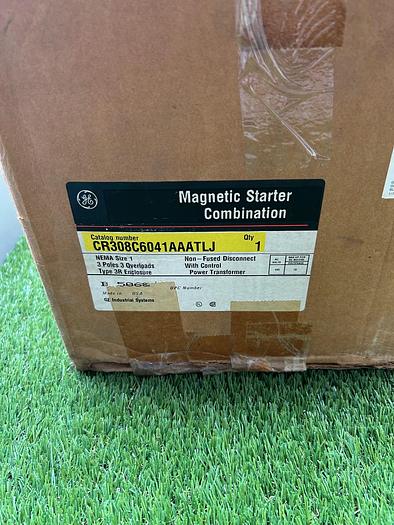 GE
Magnetic Starter
Combination
Catalog number Qty
CR308C6041AAATLJ 1
NEMA Size 1 Non-Fused Disconnect
3 Poles 3 Overloads With Control
Type 3R Enclosure Power Transformer
UPC Number
Made in USA
GE Industrial Systems